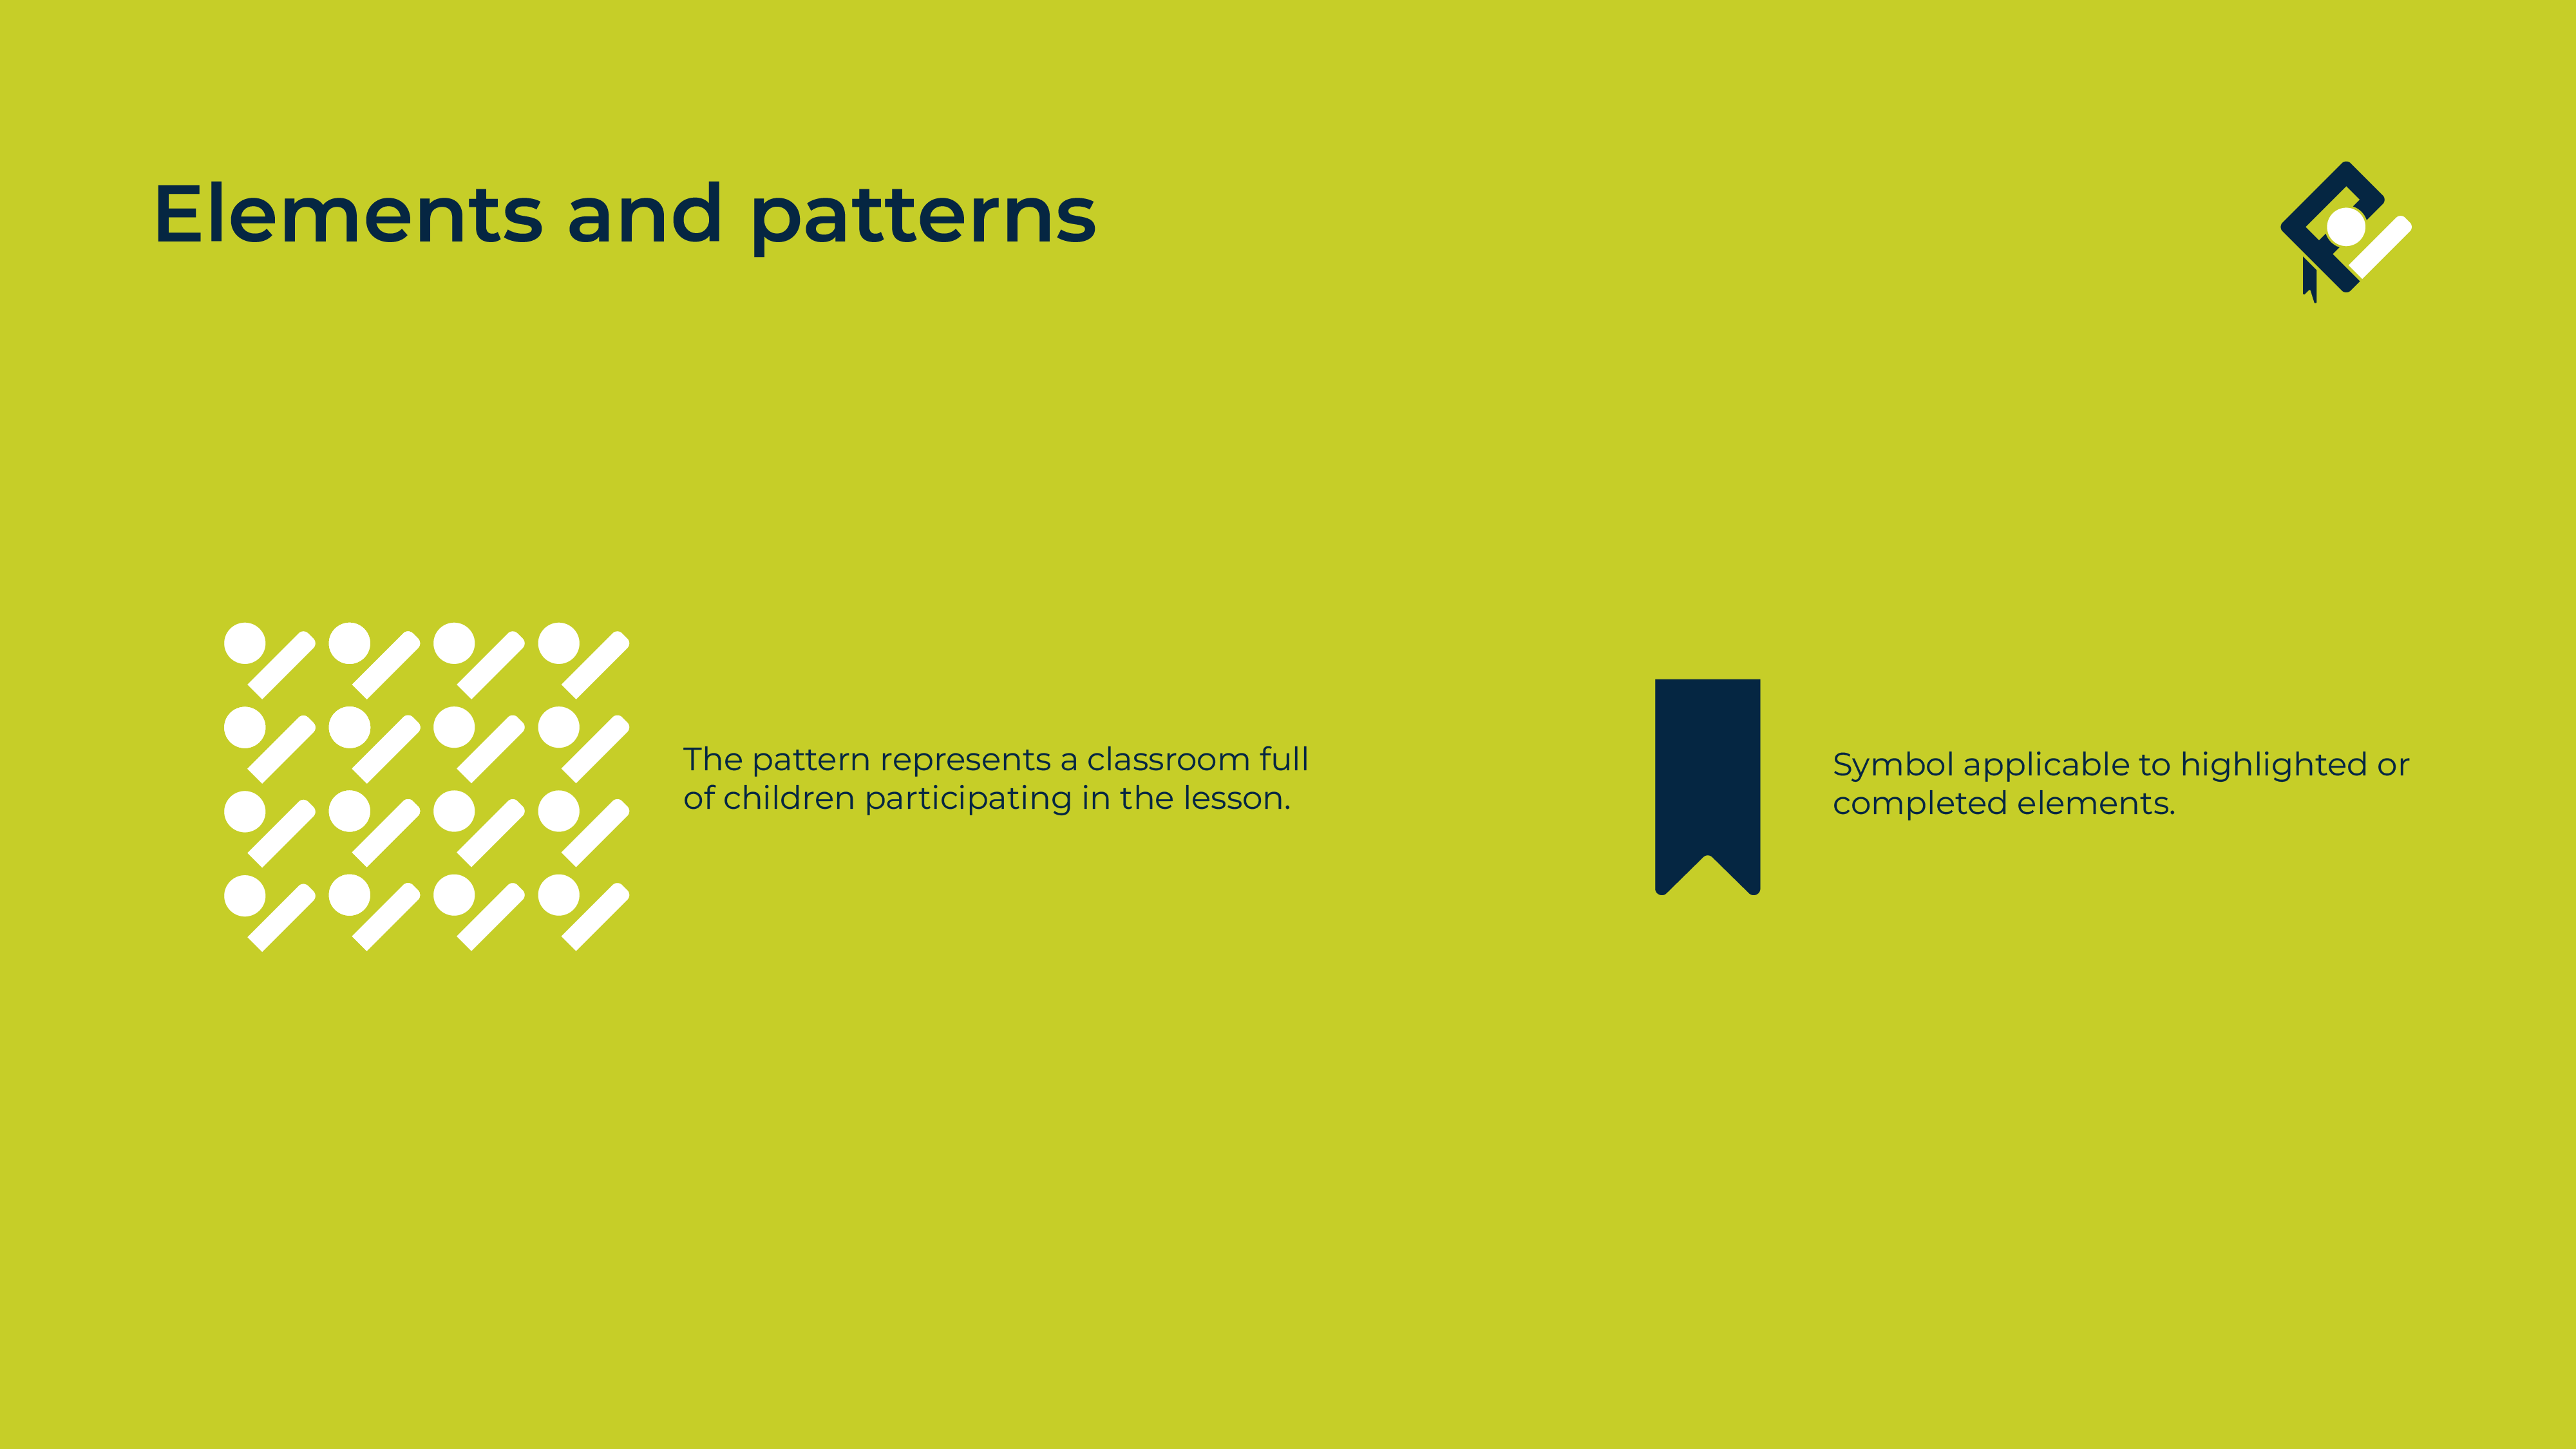 Elements and patterns
The pattern represents a classroom full
of children participating in the lesson.
Symbol applicable to highlighted or
completed elements.